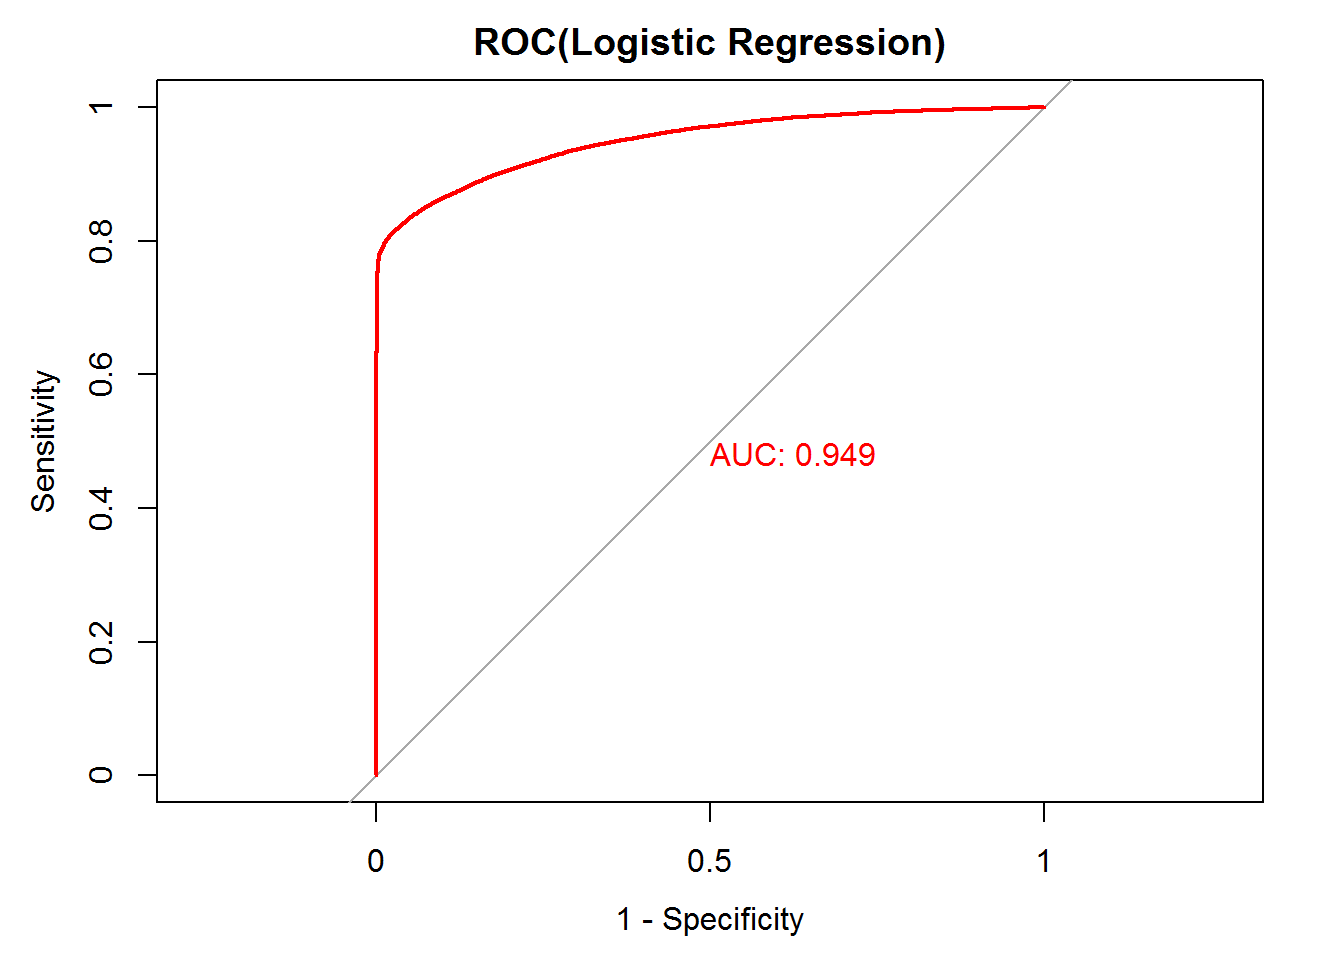 ROC(Logistic Regression)
Sensitivity
1
0.8
0.6
0.4
0.2
0
AUC: 0.949
0
0.5
1
1 - Specificity